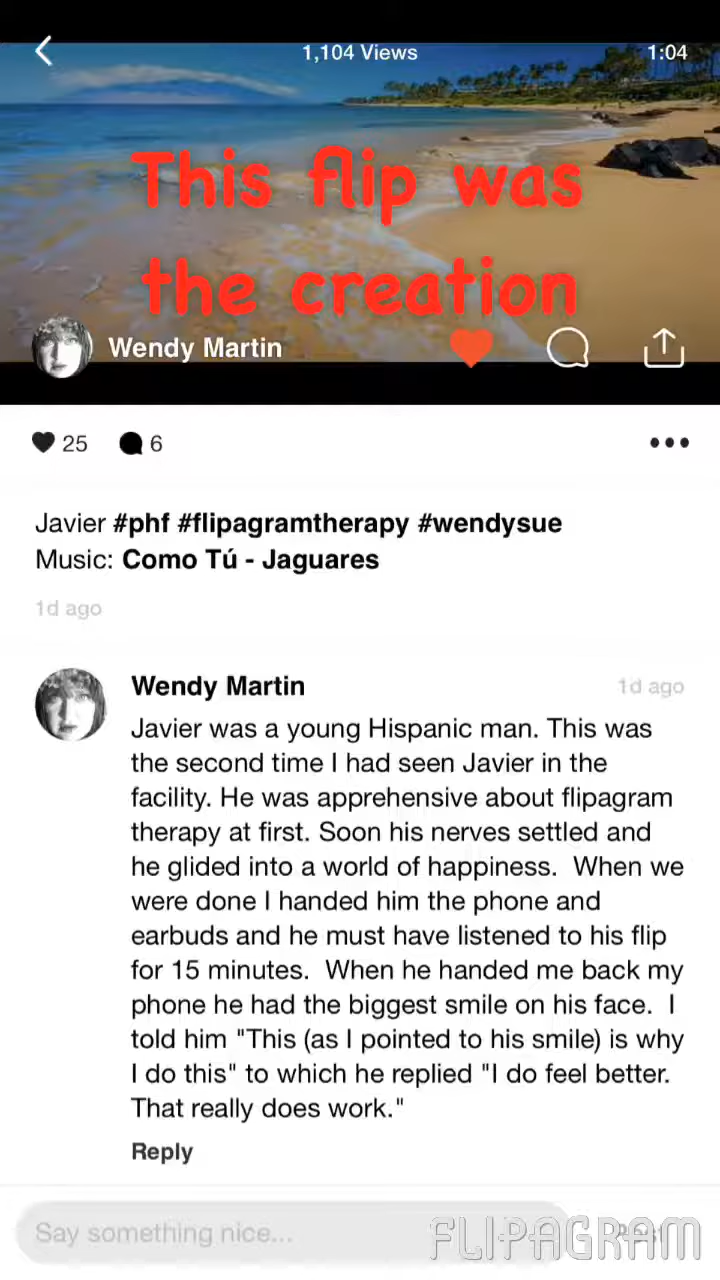 1,104 Views
1:04
This flip was
the creation
Wendy Martin
25
6
Javier #phf #flipagramtherapy #wendysue
Music: Como Tú - Jaguares
1d ago
Wendy Martin
1d ago
Javier was a young Hispanic man. This was
the second time I had seen Javier in the
facility. He was apprehensive about flipagram
therapy at first. Soon his nerves settled and
he glided into a world of happiness.  When we
were done I handed him the phone and
earbuds and he must have listened to his flip
for 15 minutes.  When he handed me back my
phone he had the biggest smile on his face.  I
told him "This (as I pointed to his smile) is why
I do this" to which he replied "I do feel better.
That really does work."
Reply
Say something nice...
FLIPAGRAM